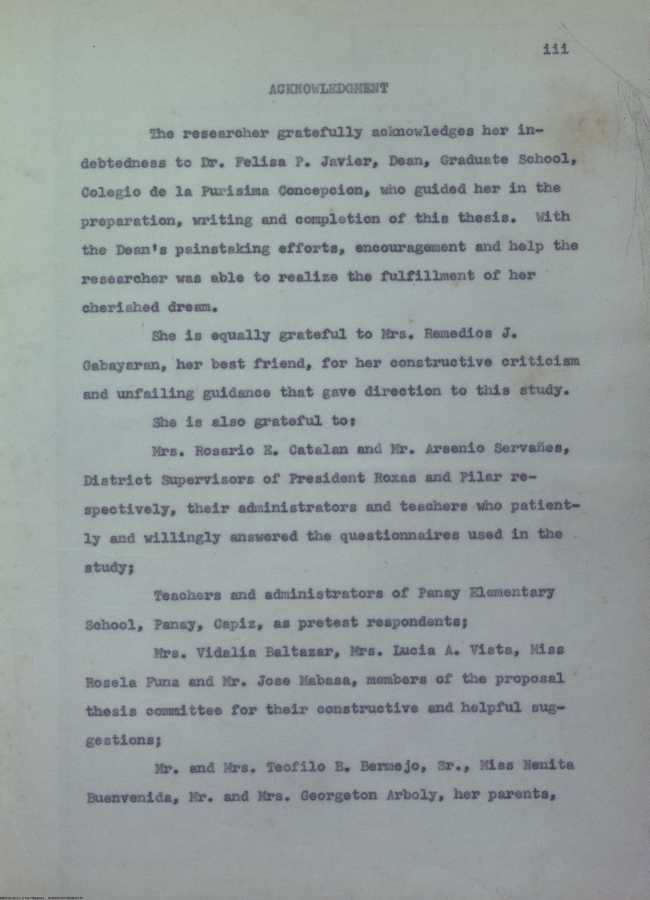 iii
ACKNOWLEDGMENT
The researcher gratefully acknowledges her in-
debtedness to Dr. Felisa P. Javier, Dean, Graduate School,
Colegio de la Purisima Concepcion, who guided her in the
preparation, writing and completion of this thesis. With
the Dean's painstaking efforts, encouragement and help the
researcher was able to realize the fulfillment of her
cherished dream.
She is equally grateful to Mrs. Remedios J.
Gabayeran, her best friend, for her constructive criticism
and unfailing guidance that gave direction to this study.
She is also grateful to:
Mrs. Rosario E. Catalan and Mr. Arsenio Servañes,
District Supervisors of President Roxas and Pilar re-
spectively, their administrators and teachers who patient-
ly and willingly answered the questionnaires used in the
study;
Teachers and administrators of Panay Elementary
School, Panay, Capiz, as pretest respondents;
Mrs. Vidalia Baltazar, Mrs. Lucia A. Vista, Miss
Rosela Funa and Mr. Jose Mabasa, members of the proposal
thesis committee for their constructive and helpful sug-
gestions;
Mr. and Mrs. Teofilo B. Bermejo, Sr., Miss Nenita
Buenvenida, Mr. and Mrs. Georgeton Arboly, her parents,